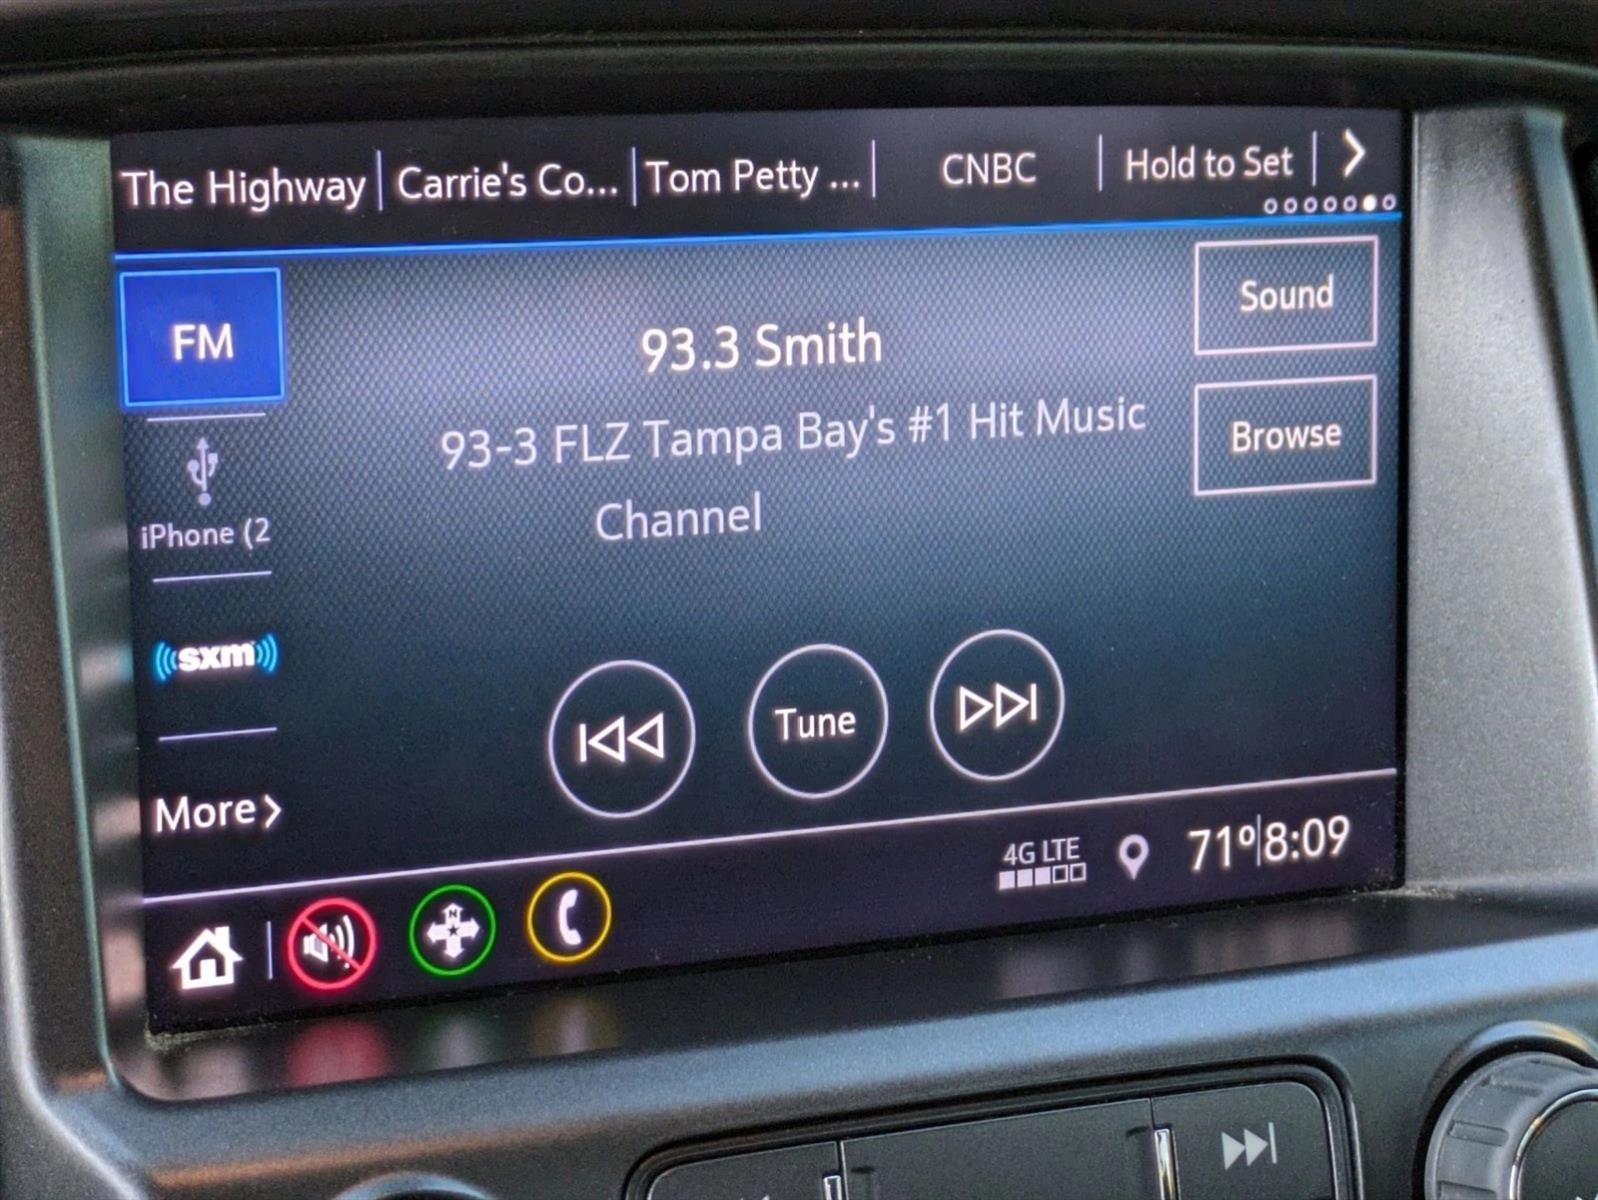 The Highway
Carrie's Co...
Tom Petty ...
CNBC
Hold to Set
FM
93.3 Smith
Sound
93-3 FLZ Tampa Bay's #1 Hit Music
Channel
Browse
iPhone (2
sxm
Tune
More
4G LTE
71º
8:09
N